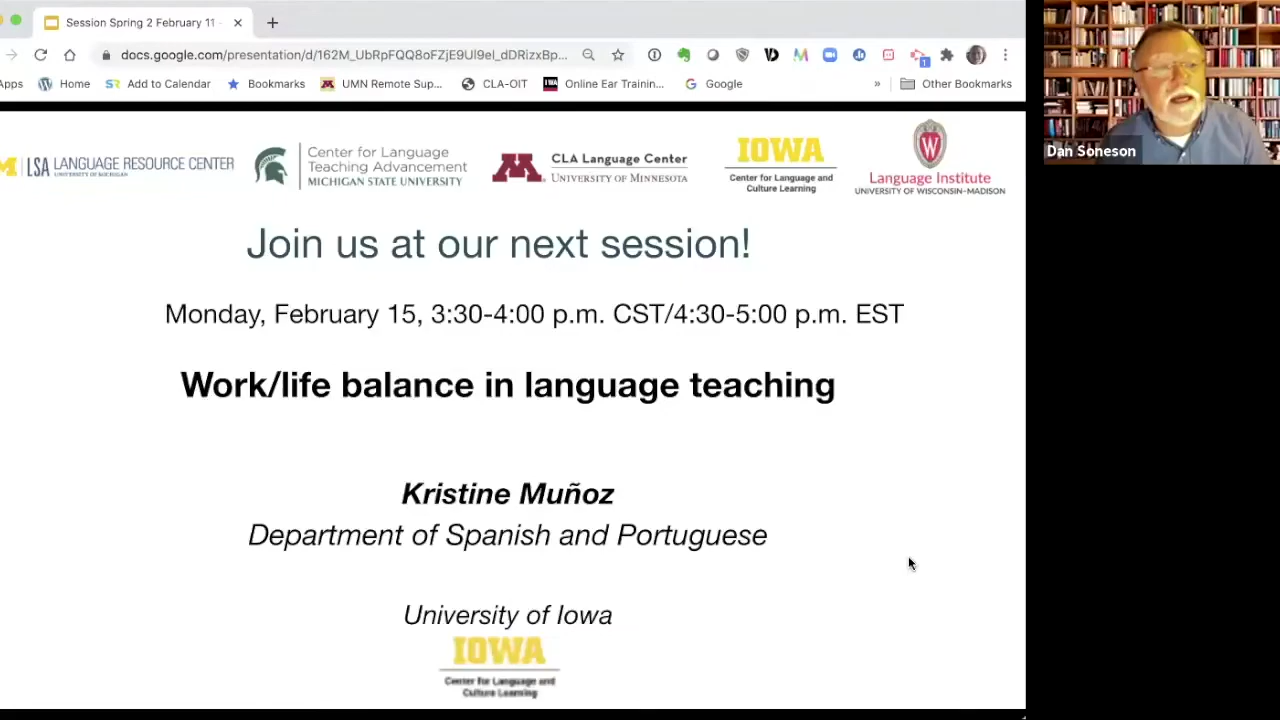 Session Spring 2 February 11
docs.google.com/presentation/d/162M_UbRpFQQ8oFZjE9Ul9el_dDRizxBp...
Apps Home Add to Calendar Bookmarks UMN Remote Sup... CLA-OIT Online Ear Trainin... Google » Other Bookmarks
Dan Soneson
M LSA LANGUAGE RESOURCE CENTER
UNIVERSITY OF MICHIGAN
Center for Language
Teaching Advancement
MICHIGAN STATE UNIVERSITY
M CLA Language Center
UNIVERSITY OF MINNESOTA
IOWA
Center for Language and
Culture Learning
W
Language Institute
UNIVERSITY OF WISCONSIN–MADISON
Join us at our next session!
Monday, February 15, 3:30-4:00 p.m. CST/4:30-5:00 p.m. EST
Work/life balance in language teaching
Kristine Muñoz
Department of Spanish and Portuguese
University of Iowa
IOWA
Center for Language and
Culture Learning